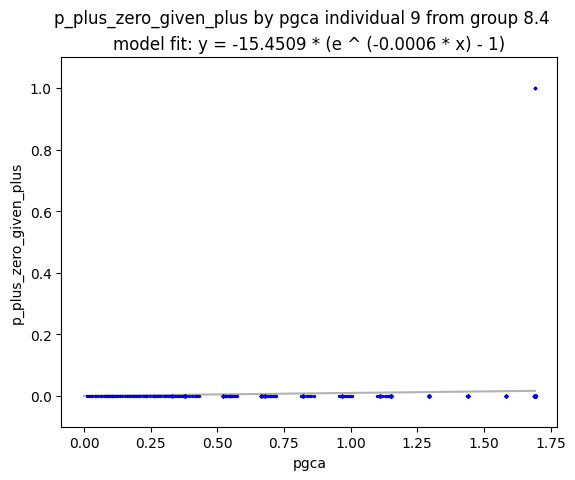 p_plus_zero_given_plus by pgca individual 9 from group 8.4
model fit: y = -15.4509 * (e ^ (-0.0006 * x) - 1)
1.0
0.8
0.6
0.4
0.2
0.0
p_plus_zero_given_plus
0.00 0.25 0.50 0.75 1.00 1.25 1.50 1.75
pgca